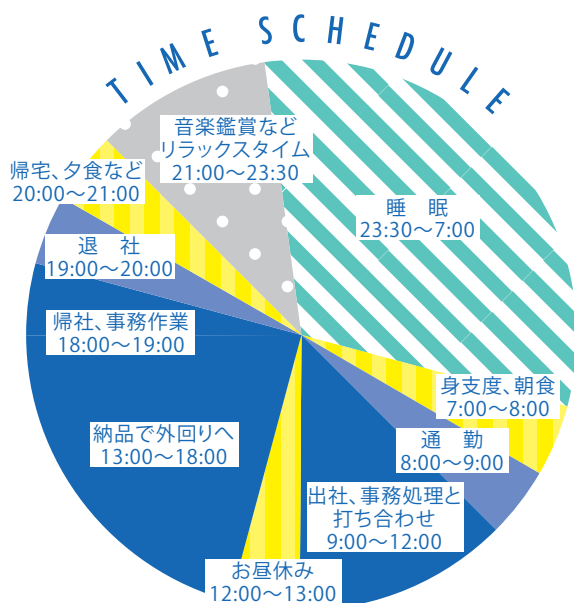 TIME SCHEDULE
音楽鑑賞など
リラックスタイム
21:00～23:30
睡　眠
23:30～7:00
身支度、朝食
7:00～8:00
通　勤
8:00～9:00
出社、事務処理と
打ち合わせ
9:00～12:00
お昼休み
12:00～13:00
納品で外回りへ
13:00～18:00
帰社、事務作業
18:00～19:00
退　社
19:00～20:00
帰宅、夕食など
20:00～21:00